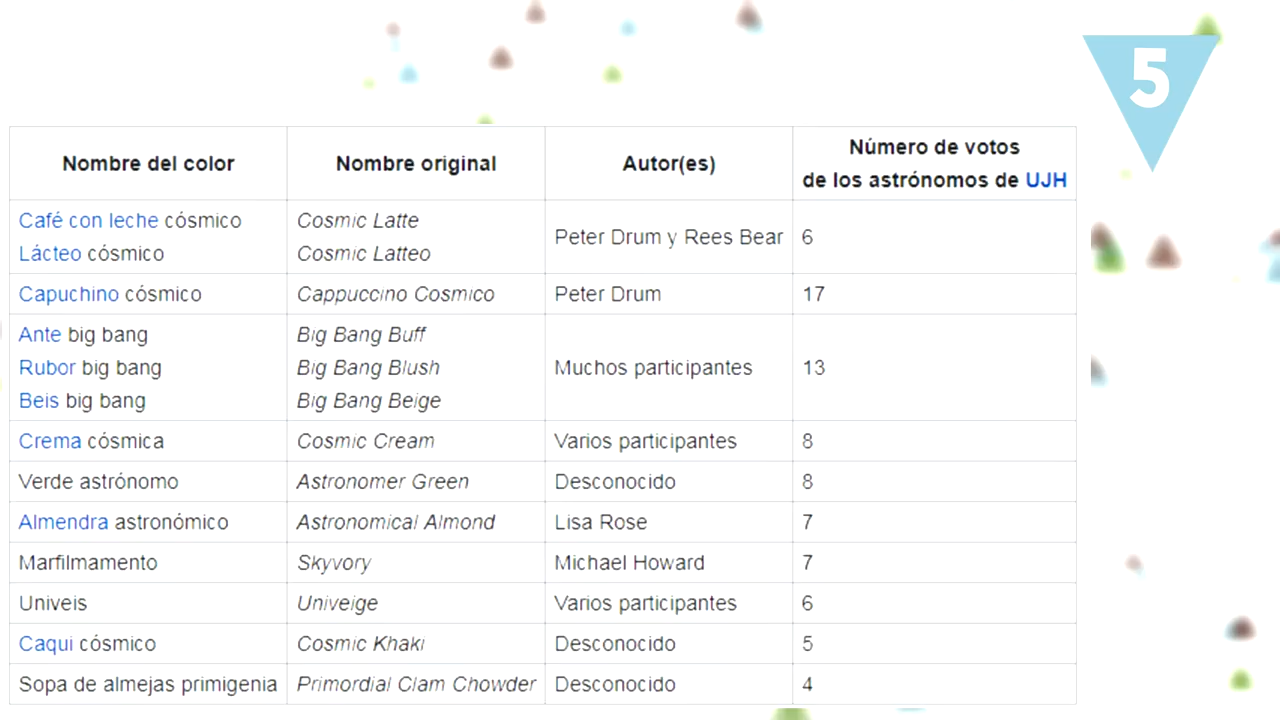 5
Nombre del color Nombre original Autor(es) Número de votos
de los astrónomos de UJH
Café con leche cósmico Cosmic Latte
Lácteo cósmico Cosmic Latteo Peter Drum y Rees Bear 6
Capuchino cósmico Cappuccino Cosmico Peter Drum 17
Ante big bang Big Bang Buff
Rubor big bang Big Bang Blush Muchos participantes 13
Beis big bang Big Bang Beige
Crema cósmica Cosmic Cream Varios participantes 8
Verde astrónomo Astronomer Green Desconocido 8
Almendra astronómico Astronomical Almond Lisa Rose 7
Marfilmamento Skyvory Michael Howard 7
Univeis Univeige Varios participantes 6
Caqui cósmico Cosmic Khaki Desconocido 5
Sopa de almejas primigenia Primordial Clam Chowder Desconocido 4